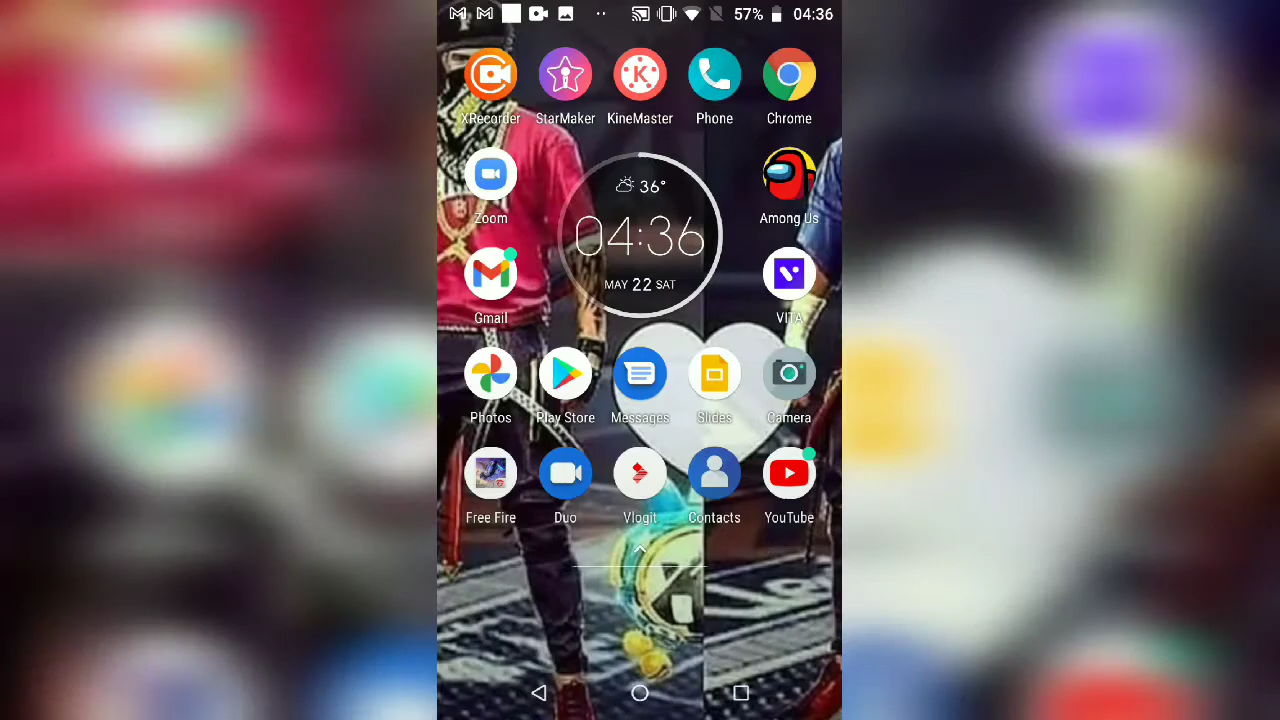 57% 04:36
XRecorder StarMaker KineMaster Phone Chrome
36°
Zoom 04:36 Among Us
MAY 22 SAT
Gmail VITA
Photos Play Store Messages Slides Camera
Free Fire Duo Vlogit Contacts YouTube